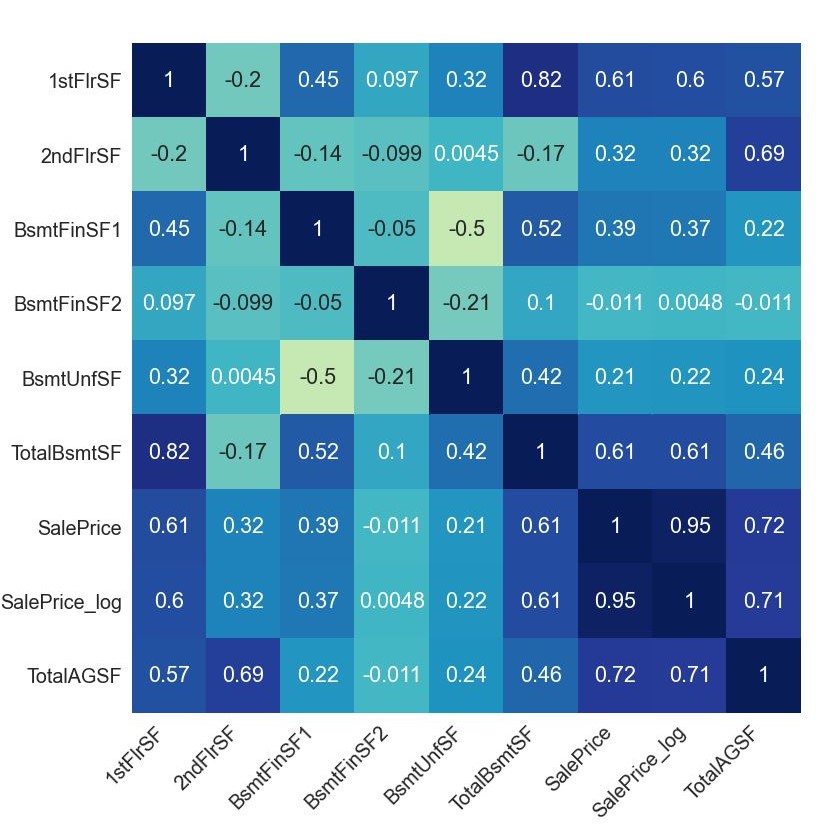 1stFlrSF 1 -0.2 0.45 0.097 0.32 0.82 0.61 0.6 0.57
2ndFlrSF -0.2 1 -0.14 -0.099 0.0045 -0.17 0.32 0.32 0.69
BsmtFinSF1 0.45 -0.14 1 -0.05 -0.5 0.52 0.39 0.37 0.22
BsmtFinSF2 0.097 -0.099 -0.05 1 -0.21 0.1 -0.011 0.0048 -0.011
BsmtUnfSF 0.32 0.0045 -0.5 -0.21 1 0.42 0.21 0.22 0.24
TotalBsmtSF 0.82 -0.17 0.52 0.1 0.42 1 0.61 0.61 0.46
SalePrice 0.61 0.32 0.39 -0.011 0.21 0.61 1 0.95 0.72
SalePrice_log 0.6 0.32 0.37 0.0048 0.22 0.61 0.95 1 0.71
TotalAGSF 0.57 0.69 0.22 -0.011 0.24 0.46 0.72 0.71 1
1stFlrSF 2ndFlrSF BsmtFinSF1 BsmtFinSF2 BsmtUnfSF TotalBsmtSF SalePrice SalePrice_log TotalAGSF